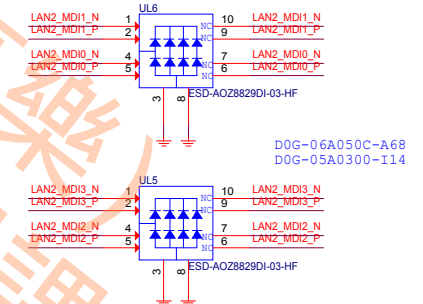 UL6
LAN2_MDI1_N 1 NC 10 LAN2_MDI1_N
LAN2_MDI1_P 2 NC 9 LAN2_MDI1_P
LAN2_MDI0_N 4 NC 7 LAN2_MDI0_N
LAN2_MDI0_P 5 NC 6 LAN2_MDI0_P
3 8 ESD-AOZ8829DI-03-HF
D0G-06A050C-A68
D0G-05A0300-I14
UL5
LAN2_MDI3_N 1 NC 10 LAN2_MDI3_N
LAN2_MDI3_P 2 NC 9 LAN2_MDI3_P
LAN2_MDI2_N 4 NC 7 LAN2_MDI2_N
LAN2_MDI2_P 5 NC 6 LAN2_MDI2_P
3 8 ESD-AOZ8829DI-03-HF